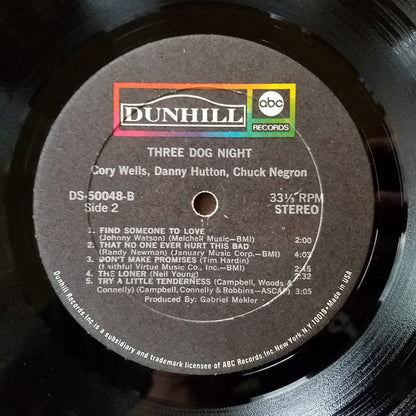 DUNHILL
abc
RECORDS
THREE DOG NIGHT
Cory Wells, Danny Hutton, Chuck Negron
DS-50048-B
Side 2
33⅓ RPM
STEREO
1. FIND SOMEONE TO LOVE
(Johnny Watson) (Melchell Music—BMI) 2:00
2. THAT NO ONE EVER HURT THIS BAD
(Randy Newman) (January Music Corp.—BMI) 4:03
3. DON'T MAKE PROMISES (Tim Hardin)
(Faithful Virtue Music Co., Inc.—BMI) 2:45
4. THE LONER (Neil Young) 2:32
5. TRY A LITTLE TENDERNESS (Campbell, Woods &
Connelly) (Campbell, Connelly & Robbins—ASCAP) 3:05
Produced By: Gabriel Mekler
Dunhill Records, Inc. is a subsidiary and trademark licensee of ABC Records, Inc. New York, N.Y. 10019 • Made in USA